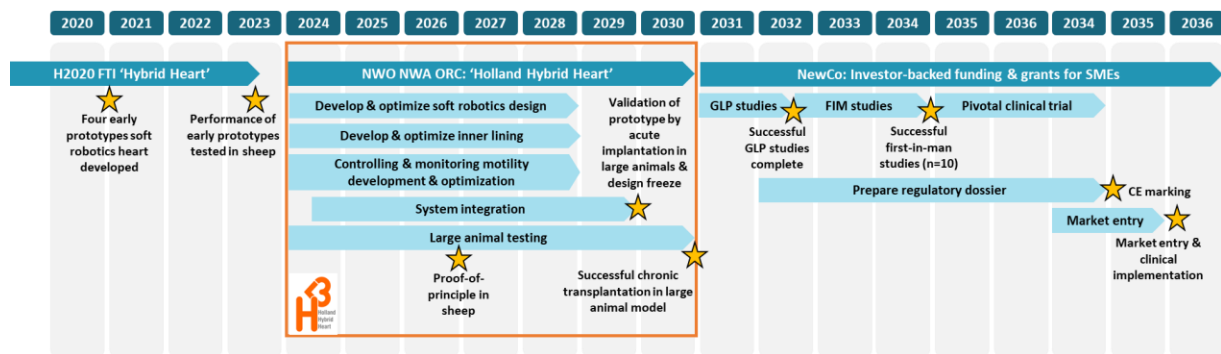 2020 2021 2022 2023 2024 2025 2026 2027 2028 2029 2030 2031 2032 2033 2034 2035 2036 2034 2035 2036
H2020 FTI ‘Hybrid Heart’
NWO NWA ORC: ‘Holland Hybrid Heart’
NewCo: Investor-backed funding & grants for SMEs
Four early
prototypes soft
robotics heart
developed
Performance of
early prototypes
tested in sheep
Develop & optimize soft robotics design
Develop & optimize inner lining
Controlling & monitoring motility
development & optimization
System integration
Large animal testing
Validation of
prototype by
acute
implantation in
large animals &
design freeze
Proof-of-
principle in
sheep
Successful chronic
transplantation in large
animal model
H3
Holland
Hybrid
Heart
GLP studies
FIM studies
Pivotal clinical trial
Successful
GLP studies
complete
Successful
first-in-man
studies (n=10)
Prepare regulatory dossier
CE marking
Market entry
Market entry &
clinical
implementation